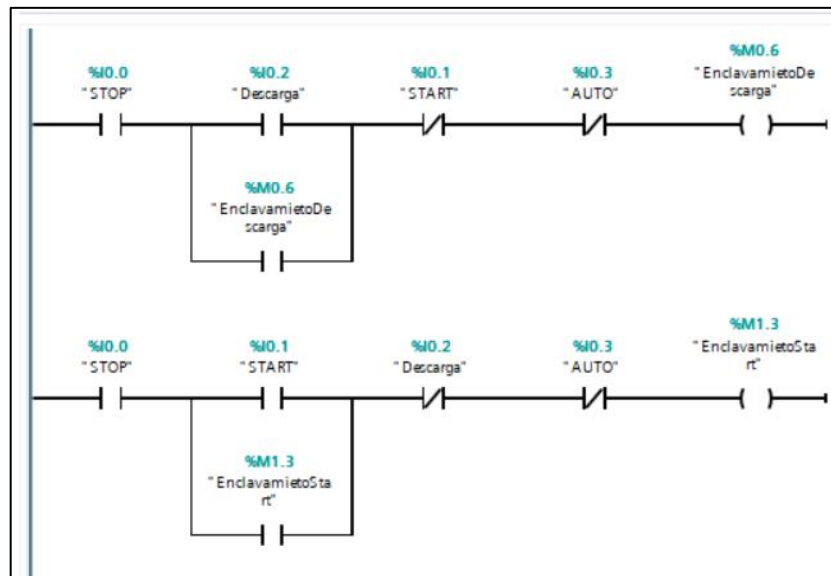 %M0.6
%I0.0 %I0.2 %I0.1 %I0.3 "EnclavamietoDe
"STOP" "Descarga" "START" "AUTO" scarga"
%M0.6
"EnclavamietoDe
scarga"
%M1.3
%I0.0 %I0.1 %I0.2 %I0.3 "EnclavamietoSta
"STOP" "START" "Descarga" "AUTO" rt"
%M1.3
"EnclavamietoSta
rt"